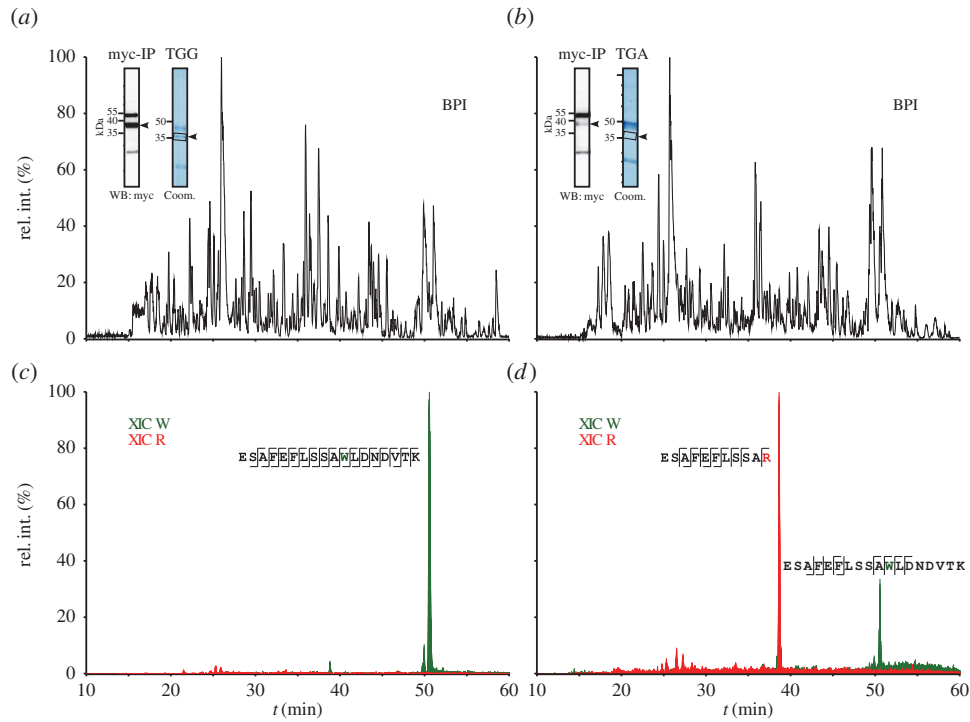 (a)
(b)
myc-IP TGG
55
40
35
kDa
50
35
WB: myc Coom.
BPI
myc-IP TGA
55
40
35
kDa
50
35
WB: myc Coom.
BPI
100
80
60
40
20
0
rel. int. (%)
(c)
(d)
XIC W
XIC R
ESAFEFLSSAWLDNDVTK
XIC W
XIC R
ESAFEFLSSAR
ESAFEFLSSAWLDNDVTK
100
80
60
40
20
0
rel. int. (%)
10 20 30 40 50 60 10 20 30 40 50 60
t (min) t (min)